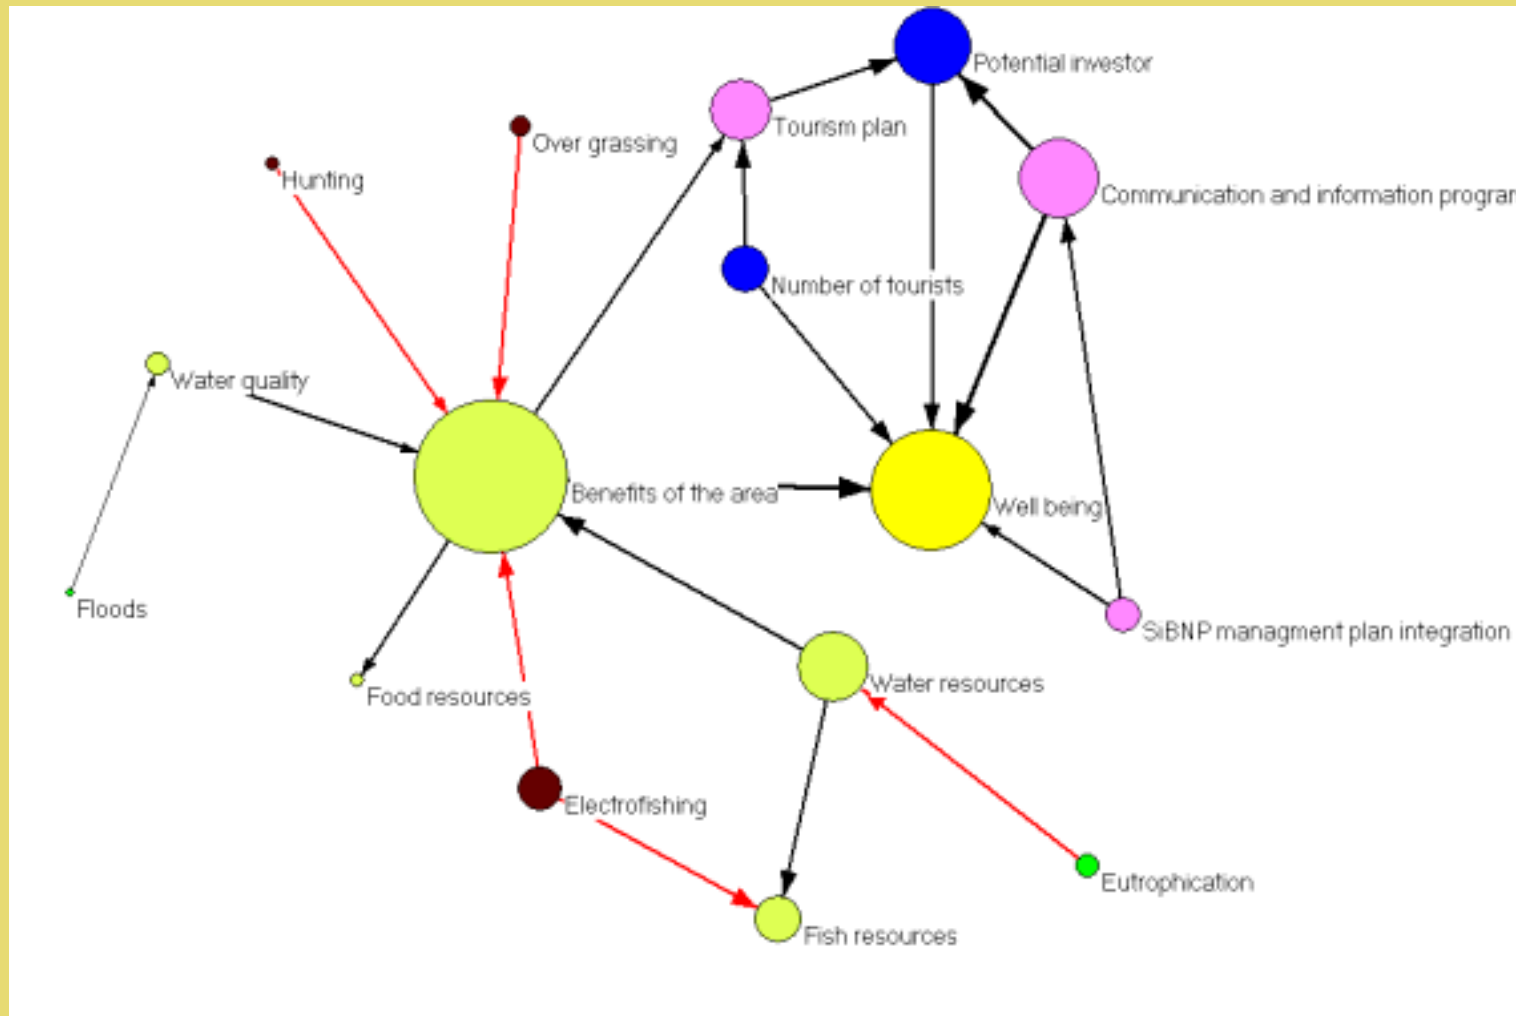 Potential investor
Tourism plan
Over grassing
Hunting
Communication and information program
Number of tourists
Water quality
Benefits of the area
Well being
Floods
SiBNP managment plan integration
Food resources
Water resources
Electrofishing
Eutrophication
Fish resources